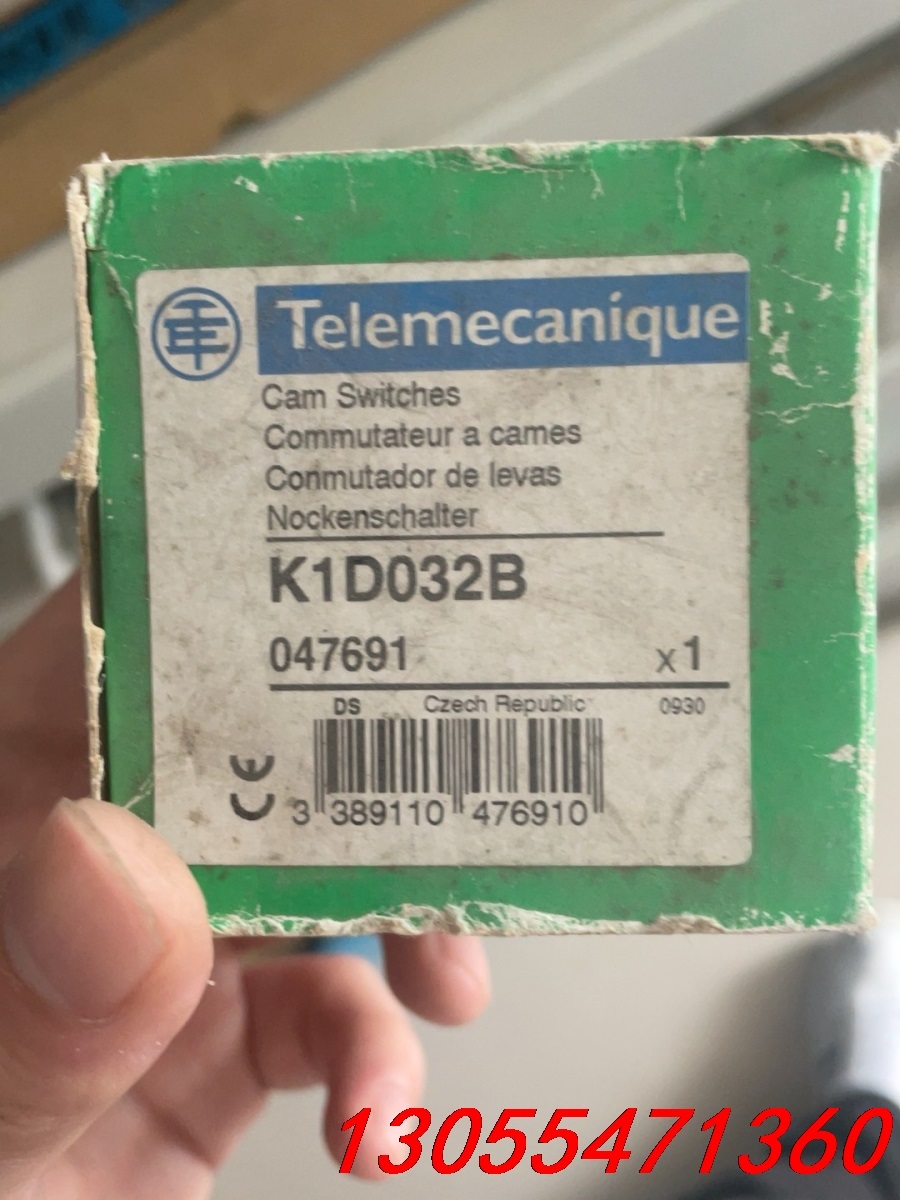 Telemecanique
Cam Switches
Commutateur a cames
Conmutador de levas
Nockenschalter
K1D032B
047691 x1
DS Czech Republic 0930
CE
3 389110 476910
13055471360